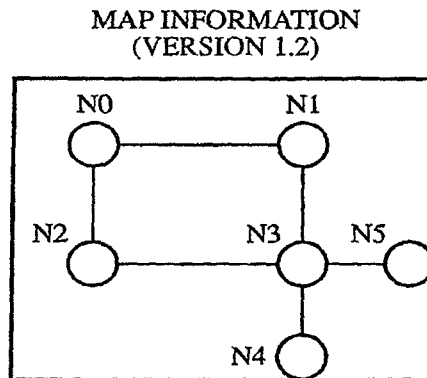 MAP INFORMATION
(VERSION 1.2)
N0 N1
N2 N3 N5
N4